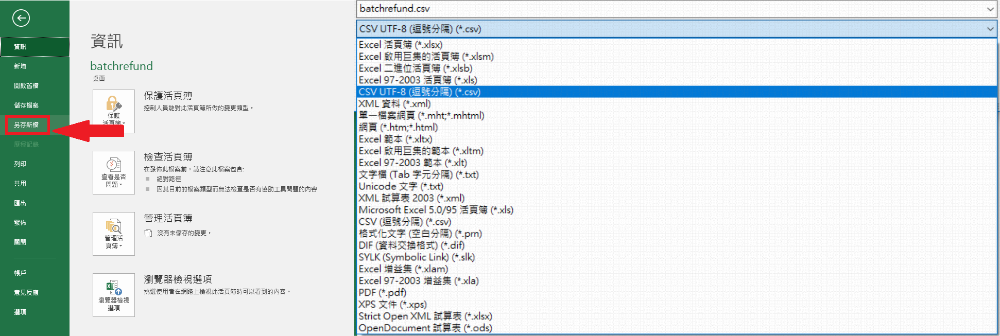 資訊
新增
開啟舊檔
儲存檔案
另存新檔
歷程記錄
列印
共用
匯出
發佈
關閉
帳戶
意見反應
選項
資訊
batchrefund
桌面
保護
活頁簿
保護活頁簿
控制人員能對此活頁簿所做的變更類型。
查看是否
問題
檢查活頁簿
在發佈此檔案前，請注意此檔案包含:
絕對路徑
因其目前的檔案類型而無法檢查是否有協助工具問題的內容
管理活
頁簿
管理活頁簿
沒有未儲存的變更。
瀏覽器檢視
選項
瀏覽器檢視選項
挑選使用者在網路上檢視此活頁簿時可以看到的內容。
batchrefund.csv
CSV UTF-8 (逗號分隔) (*.csv)
Excel 活頁簿 (*.xlsx)
Excel 啟用巨集的活頁簿 (*.xlsm)
Excel 二進位活頁簿 (*.xlsb)
Excel 97-2003 活頁簿 (*.xls)
CSV UTF-8 (逗號分隔) (*.csv)
XML 資料 (*.xml)
單一檔案網頁 (*.mht;*.mhtml)
網頁 (*.htm;*.html)
Excel 範本 (*.xltx)
Excel 啟用巨集的範本 (*.xltm)
Excel 97-2003 範本 (*.xlt)
文字檔 (Tab 字元分隔) (*.txt)
Unicode 文字 (*.txt)
XML 試算表 2003 (*.xml)
Microsoft Excel 5.0/95 活頁簿 (*.xls)
CSV (逗號分隔) (*.csv)
格式化文字 (空白分隔) (*.prn)
DIF (資料交換格式) (*.dif)
SYLK (Symbolic Link) (*.slk)
Excel 增益集 (*.xlam)
Excel 97-2003 增益集 (*.xla)
PDF (*.pdf)
XPS 文件 (*.xps)
Strict Open XML 試算表 (*.xlsx)
OpenDocument 試算表 (*.ods)